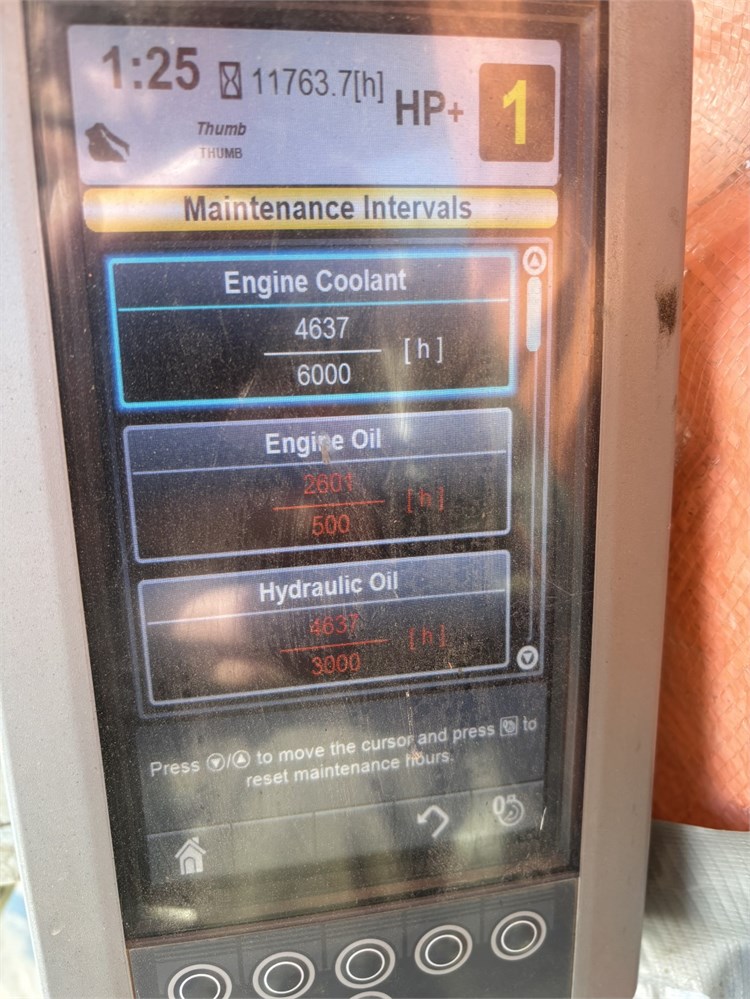 1:25 11763.7[h] HP+ 1
Thumb
THUMB
Maintenance Intervals
Engine Coolant
4637
[h]
6000
Engine Oil
2601
[h]
500
Hydraulic Oil
4637
[h]
3000
Press ▼/▲ to move the cursor and press to
reset maintenance hours.
0